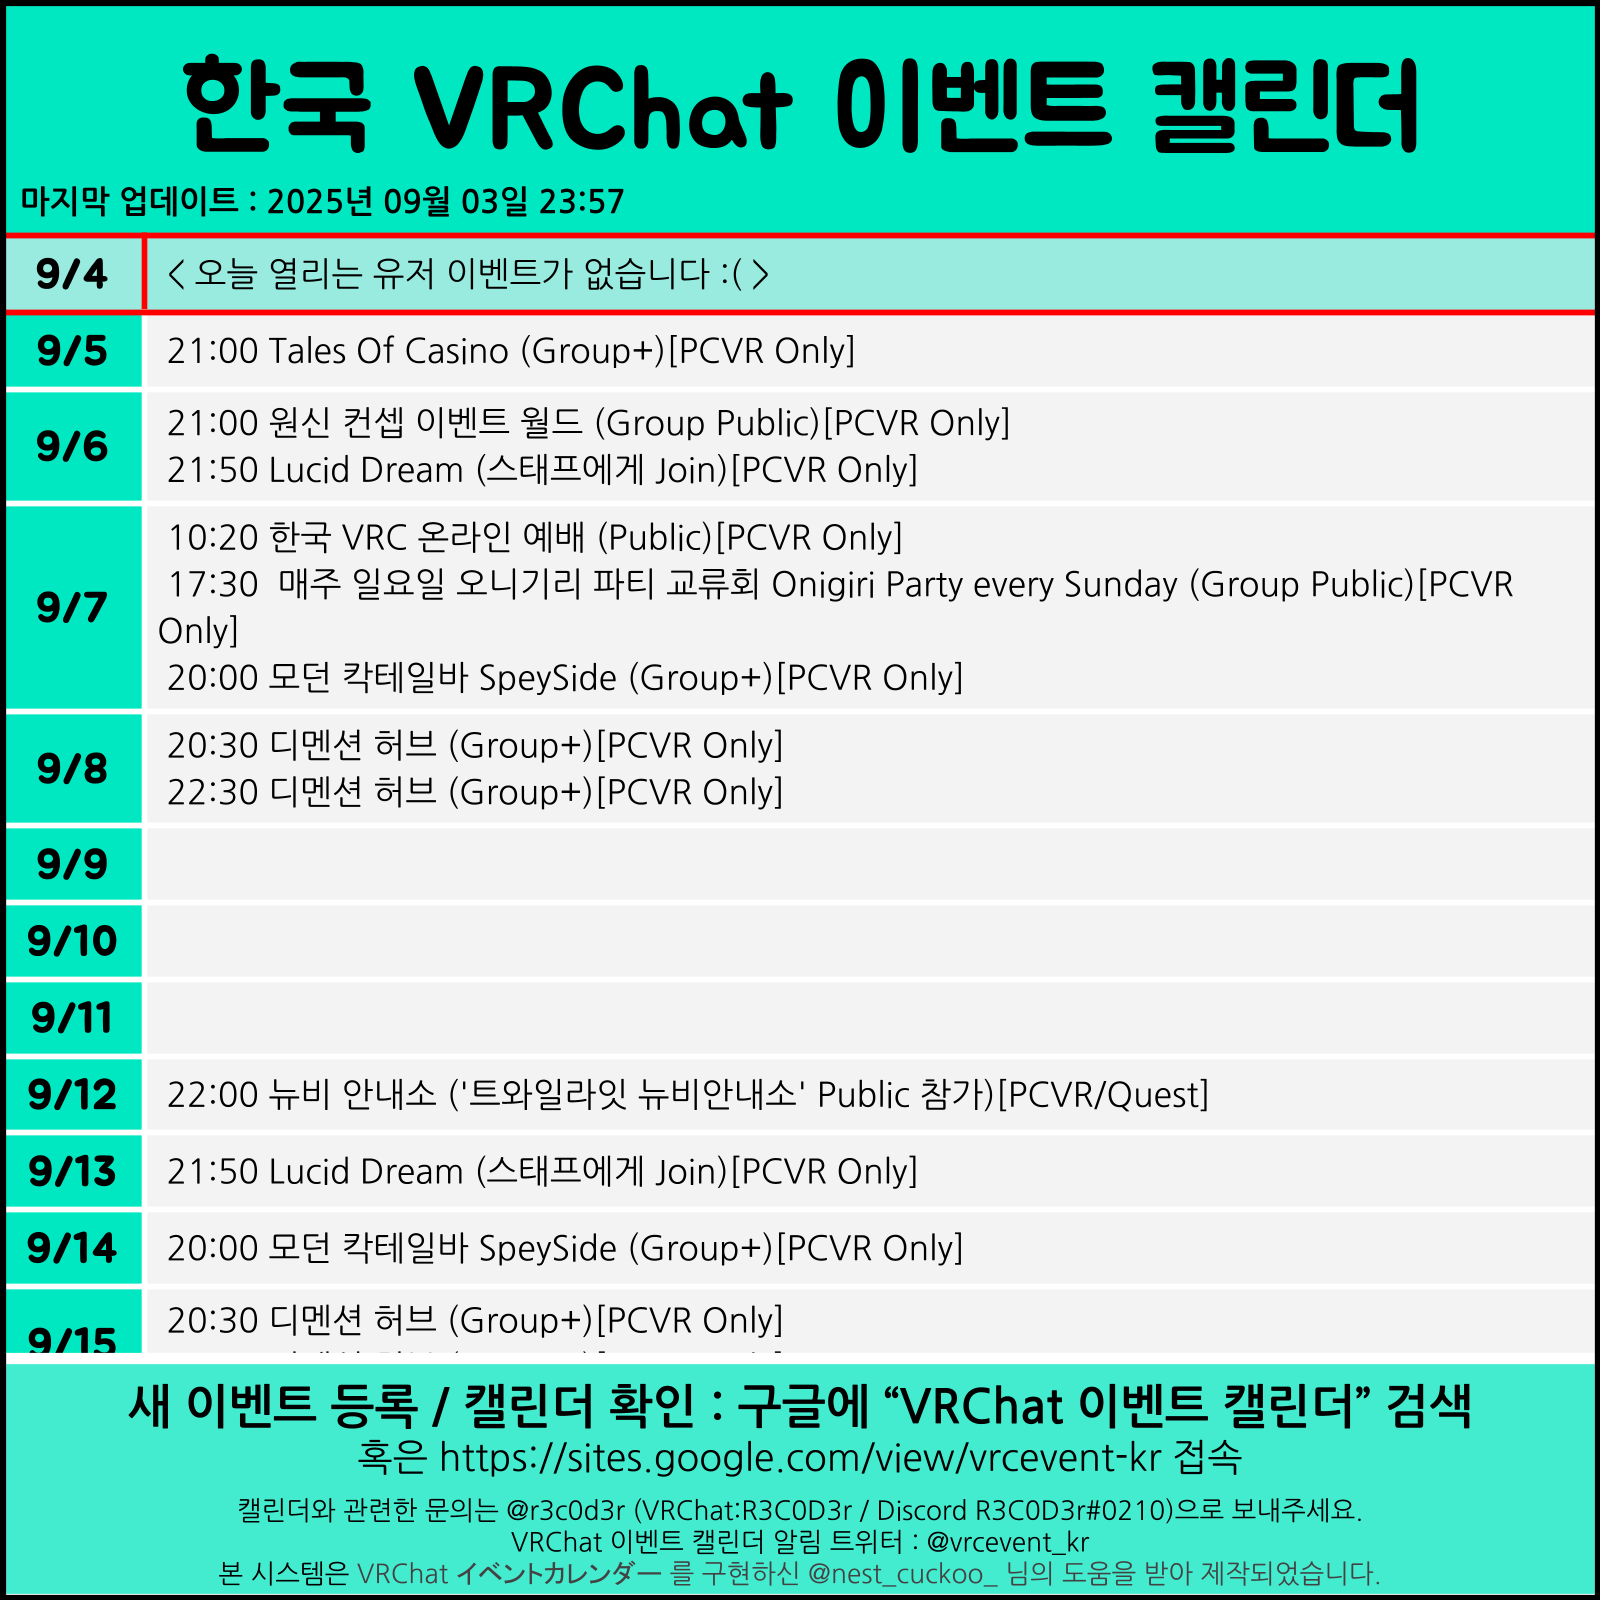 한국 VRChat 이벤트 캘린더
마지막 업데이트 : 2025년 09월 03일 23:57
9/4
< 오늘 열리는 유저 이벤트가 없습니다 :( >
9/5
21:00 Tales Of Casino (Group+)[PCVR Only]
9/6
21:00 원신 컨셉 이벤트 월드 (Group Public)[PCVR Only]
21:50 Lucid Dream (스태프에게 Join)[PCVR Only]
9/7
10:20 한국 VRC 온라인 예배 (Public)[PCVR Only]
17:30  매주 일요일 오니기리 파티 교류회 Onigiri Party every Sunday (Group Public)[PCVR
Only]
20:00 모던 칵테일바 SpeySide (Group+)[PCVR Only]
9/8
20:30 디멘션 허브 (Group+)[PCVR Only]
22:30 디멘션 허브 (Group+)[PCVR Only]
9/9
9/10
9/11
9/12
22:00 뉴비 안내소 ('트와일라잇 뉴비안내소' Public 참가)[PCVR/Quest]
9/13
21:50 Lucid Dream (스태프에게 Join)[PCVR Only]
9/14
20:00 모던 칵테일바 SpeySide (Group+)[PCVR Only]
9/15
20:30 디멘션 허브 (Group+)[PCVR Only]
새 이벤트 등록 / 캘린더 확인 : 구글에 “VRChat 이벤트 캘린더” 검색
혹은 https://sites.google.com/view/vrcevent-kr 접속
캘린더와 관련한 문의는 @r3c0d3r (VRChat:R3C0D3r / Discord R3C0D3r#0210)으로 보내주세요.
VRChat 이벤트 캘린더 알림 트위터 : @vrcevent_kr
본 시스템은 VRChat イベントカレンダー 를 구현하신 @nest_cuckoo_ 님의 도움을 받아 제작되었습니다.